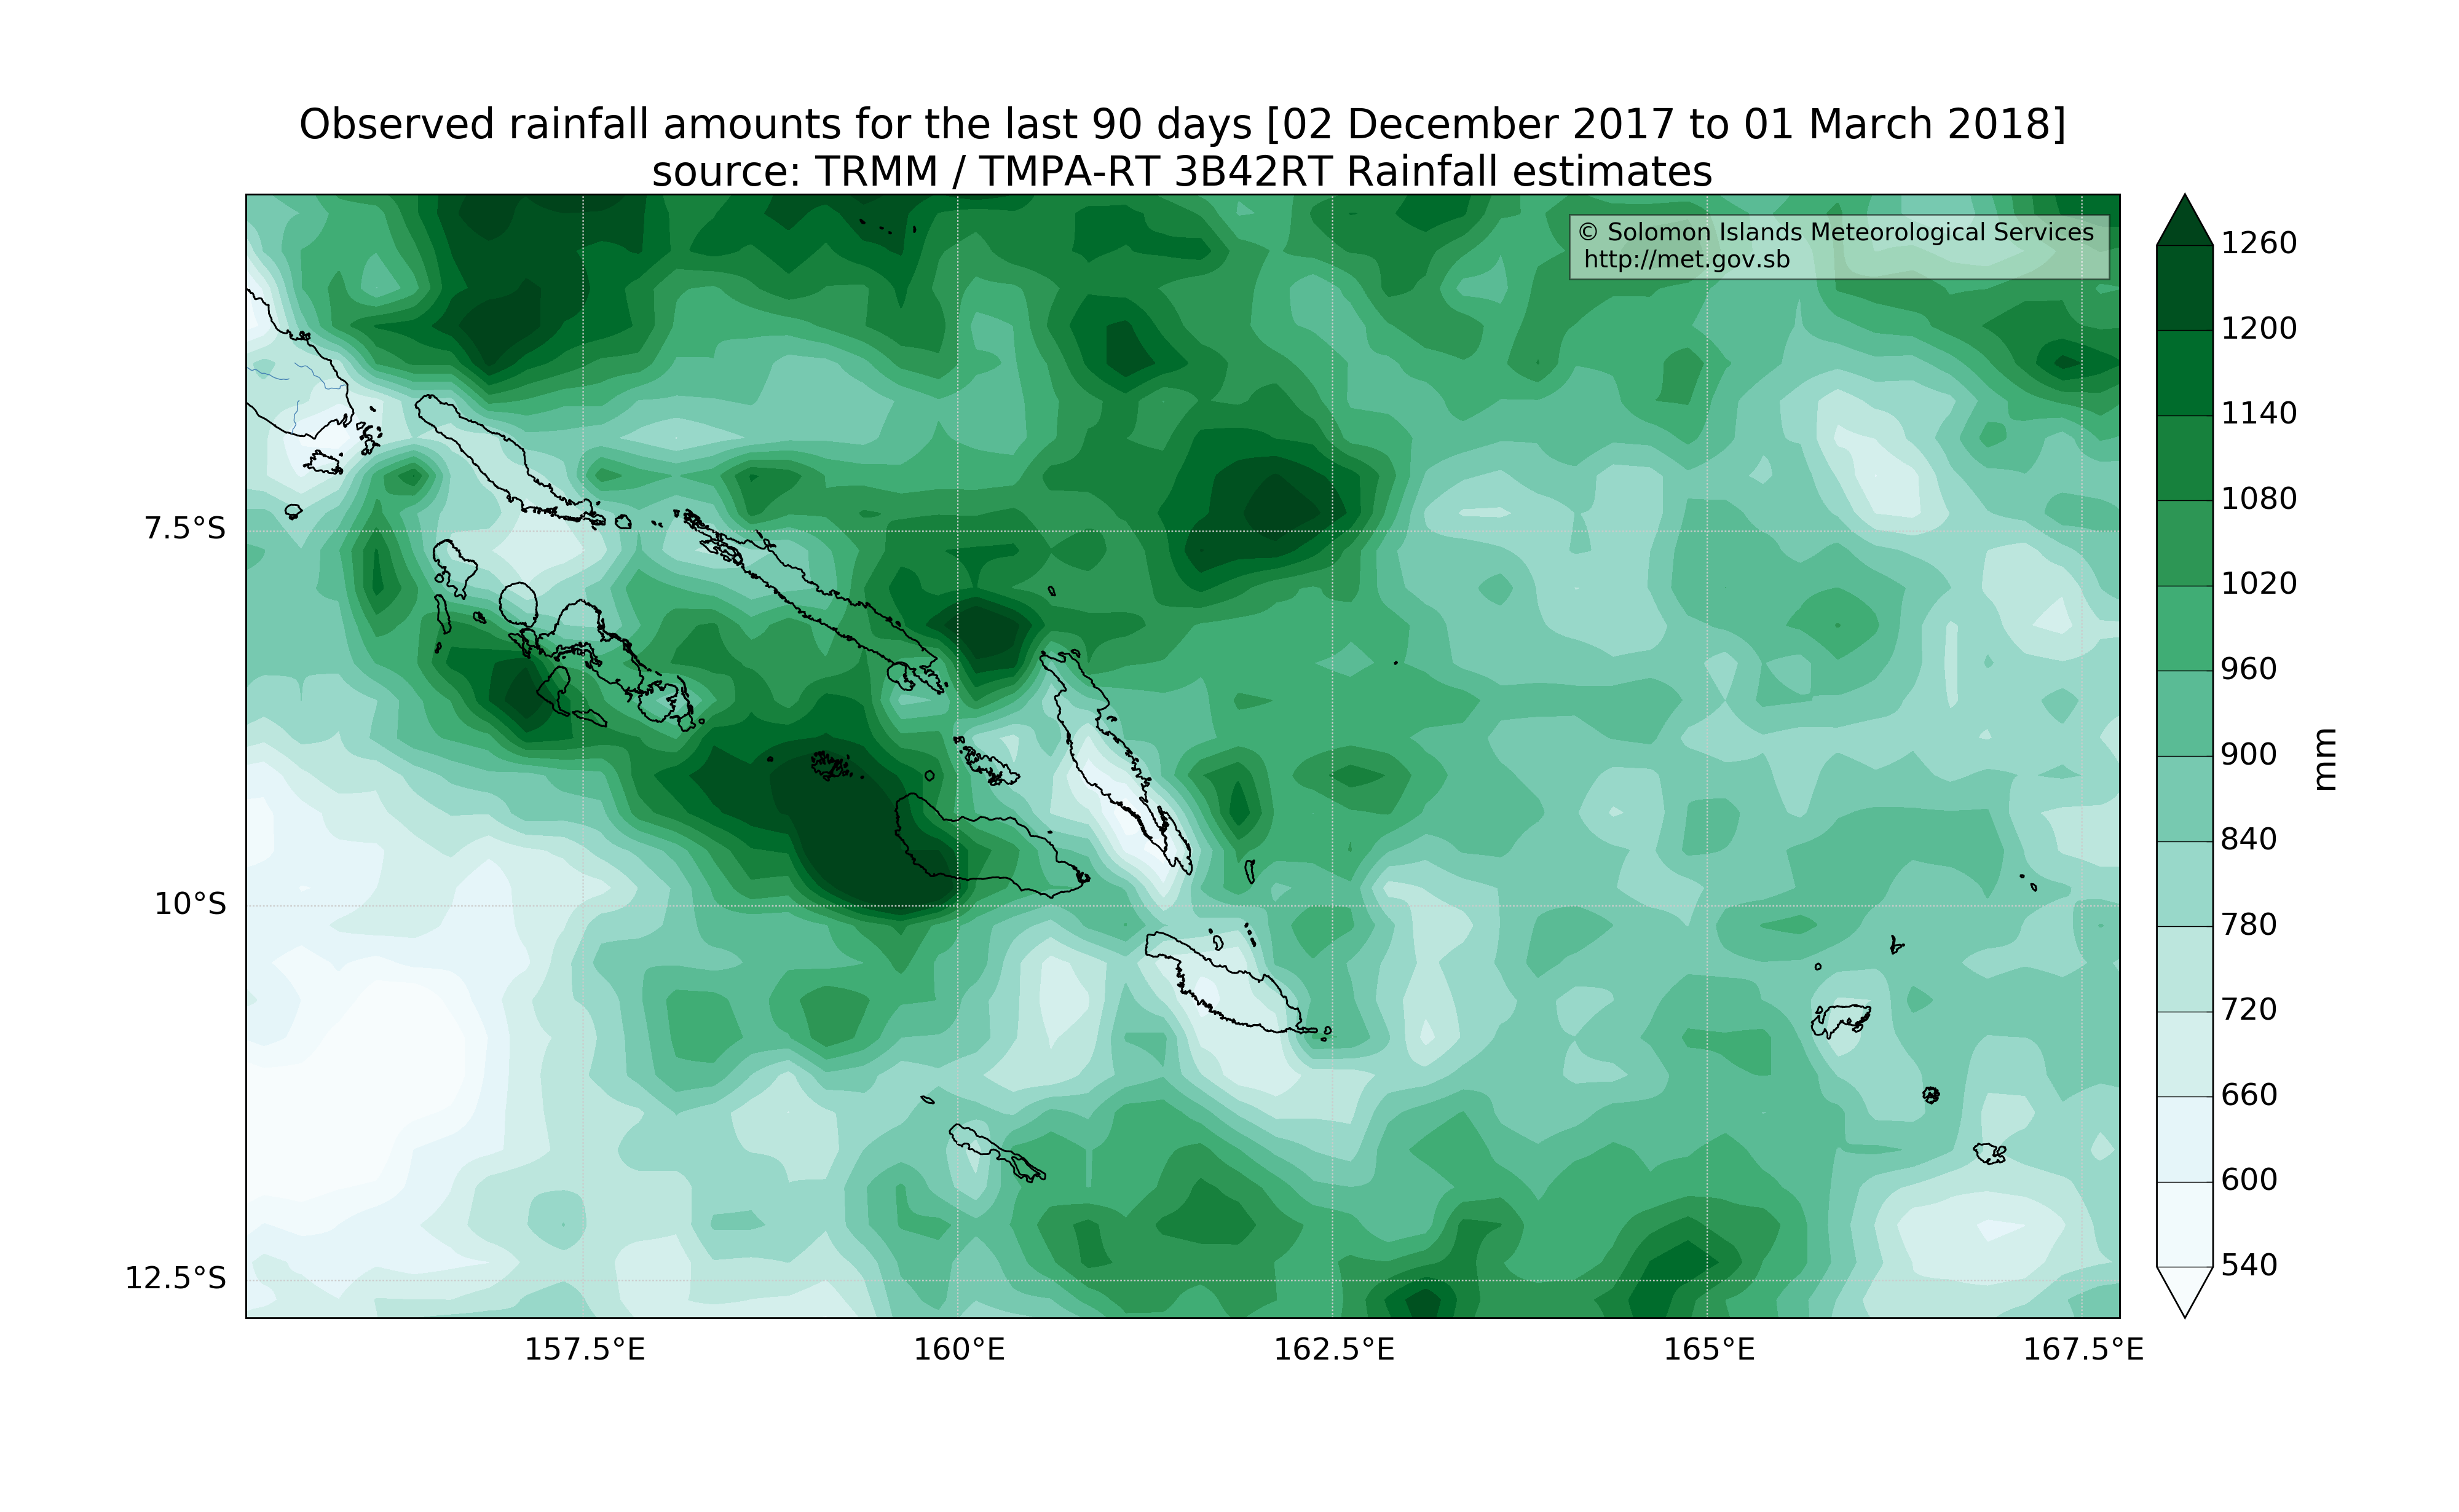 Observed rainfall amounts for the last 90 days [02 December 2017 to 01 March 2018]
source: TRMM / TMPA-RT 3B42RT Rainfall estimates
© Solomon Islands Meteorological Services
http://met.gov.sb
7.5°S
10°S
12.5°S
157.5°E
160°E
162.5°E
165°E
167.5°E
1260
1200
1140
1080
1020
960
900
840
780
720
660
600
540
mm